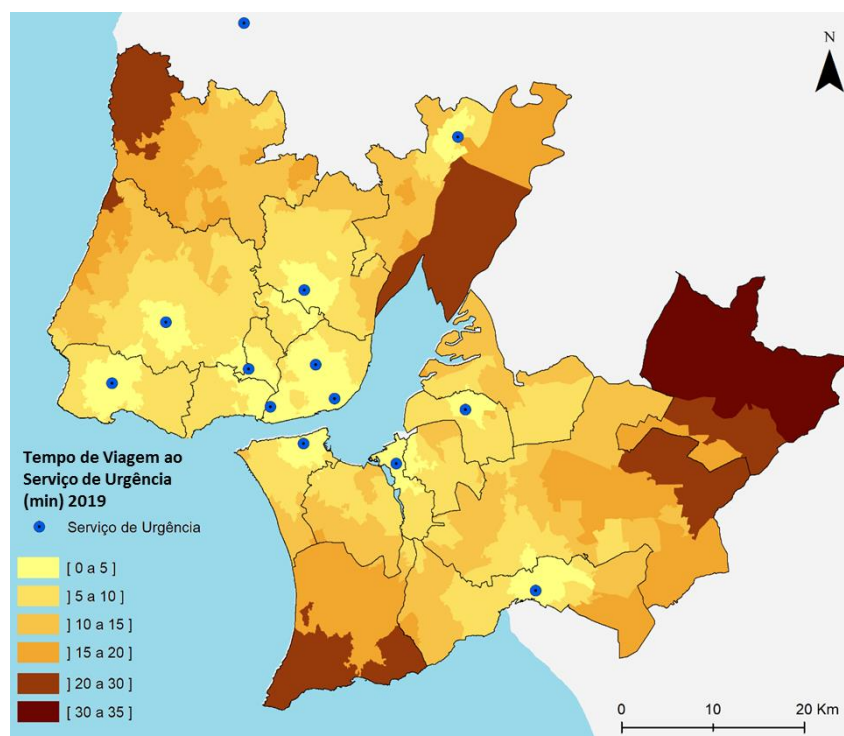 N
Tempo de Viagem ao
Serviço de Urgência
(min) 2019
Serviço de Urgência
[ 0 a 5 ]
] 5 a 10 ]
] 10 a 15 ]
] 15 a 20 ]
] 20 a 30 ]
[ 30 a 35 ]
0 10 20 Km